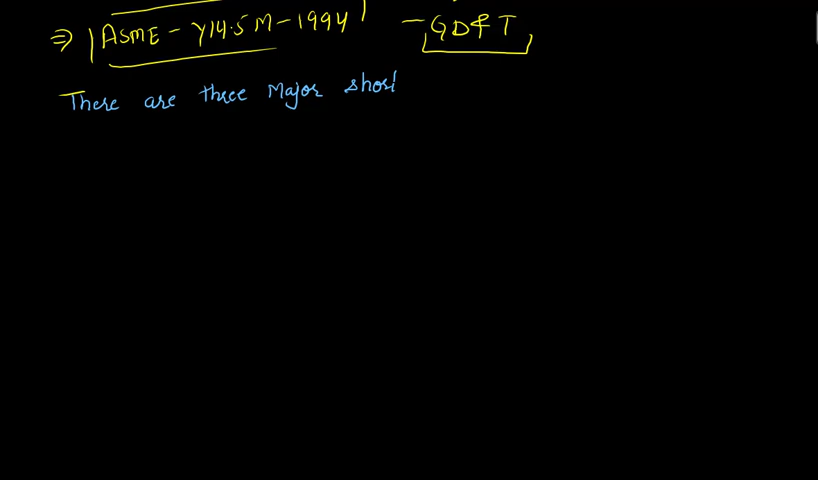 ⇒ ASME - Y14.5M-1994 - GD&T
There are three Major short